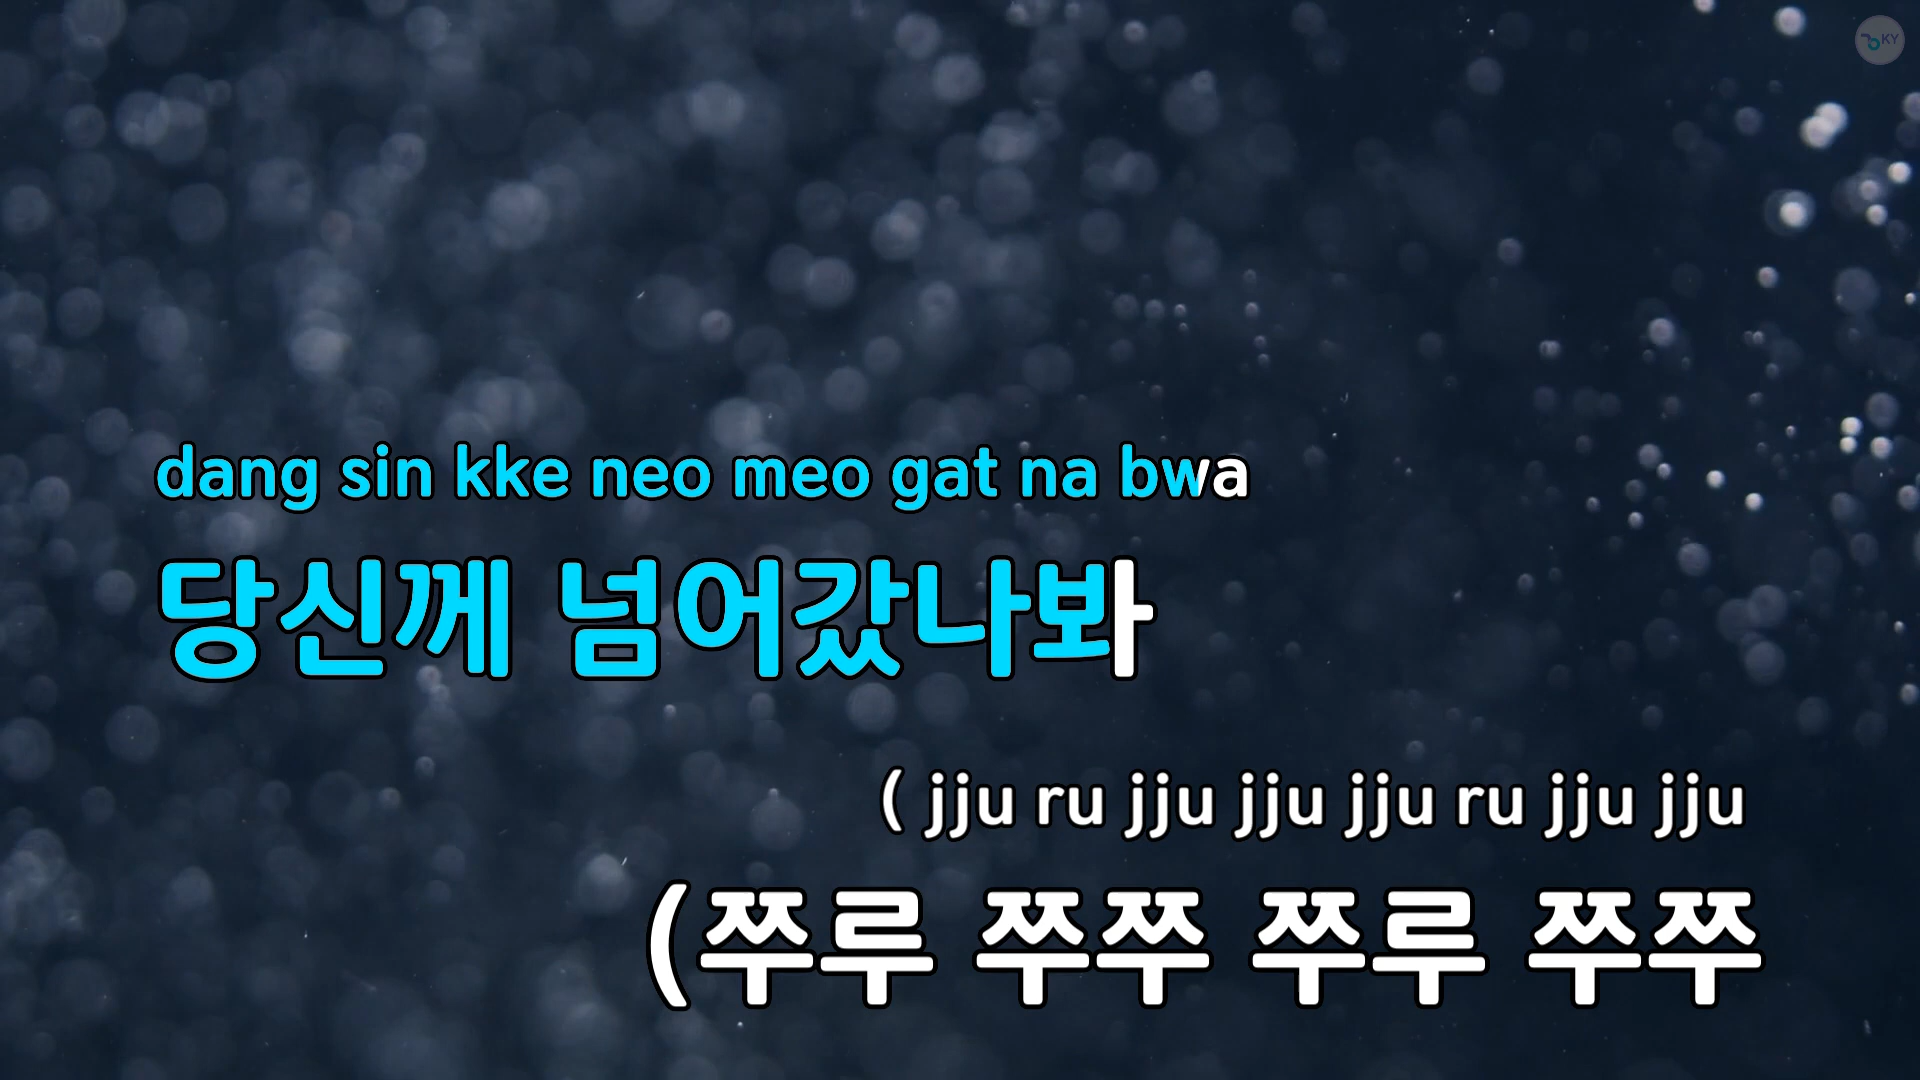 KY
dang sin kke neo meo gat na bwa
당신께 넘어갔나봐
( jju ru jju jju jju ru jju jju
(쭈루 쭈쭈 쭈루 쭈쭈